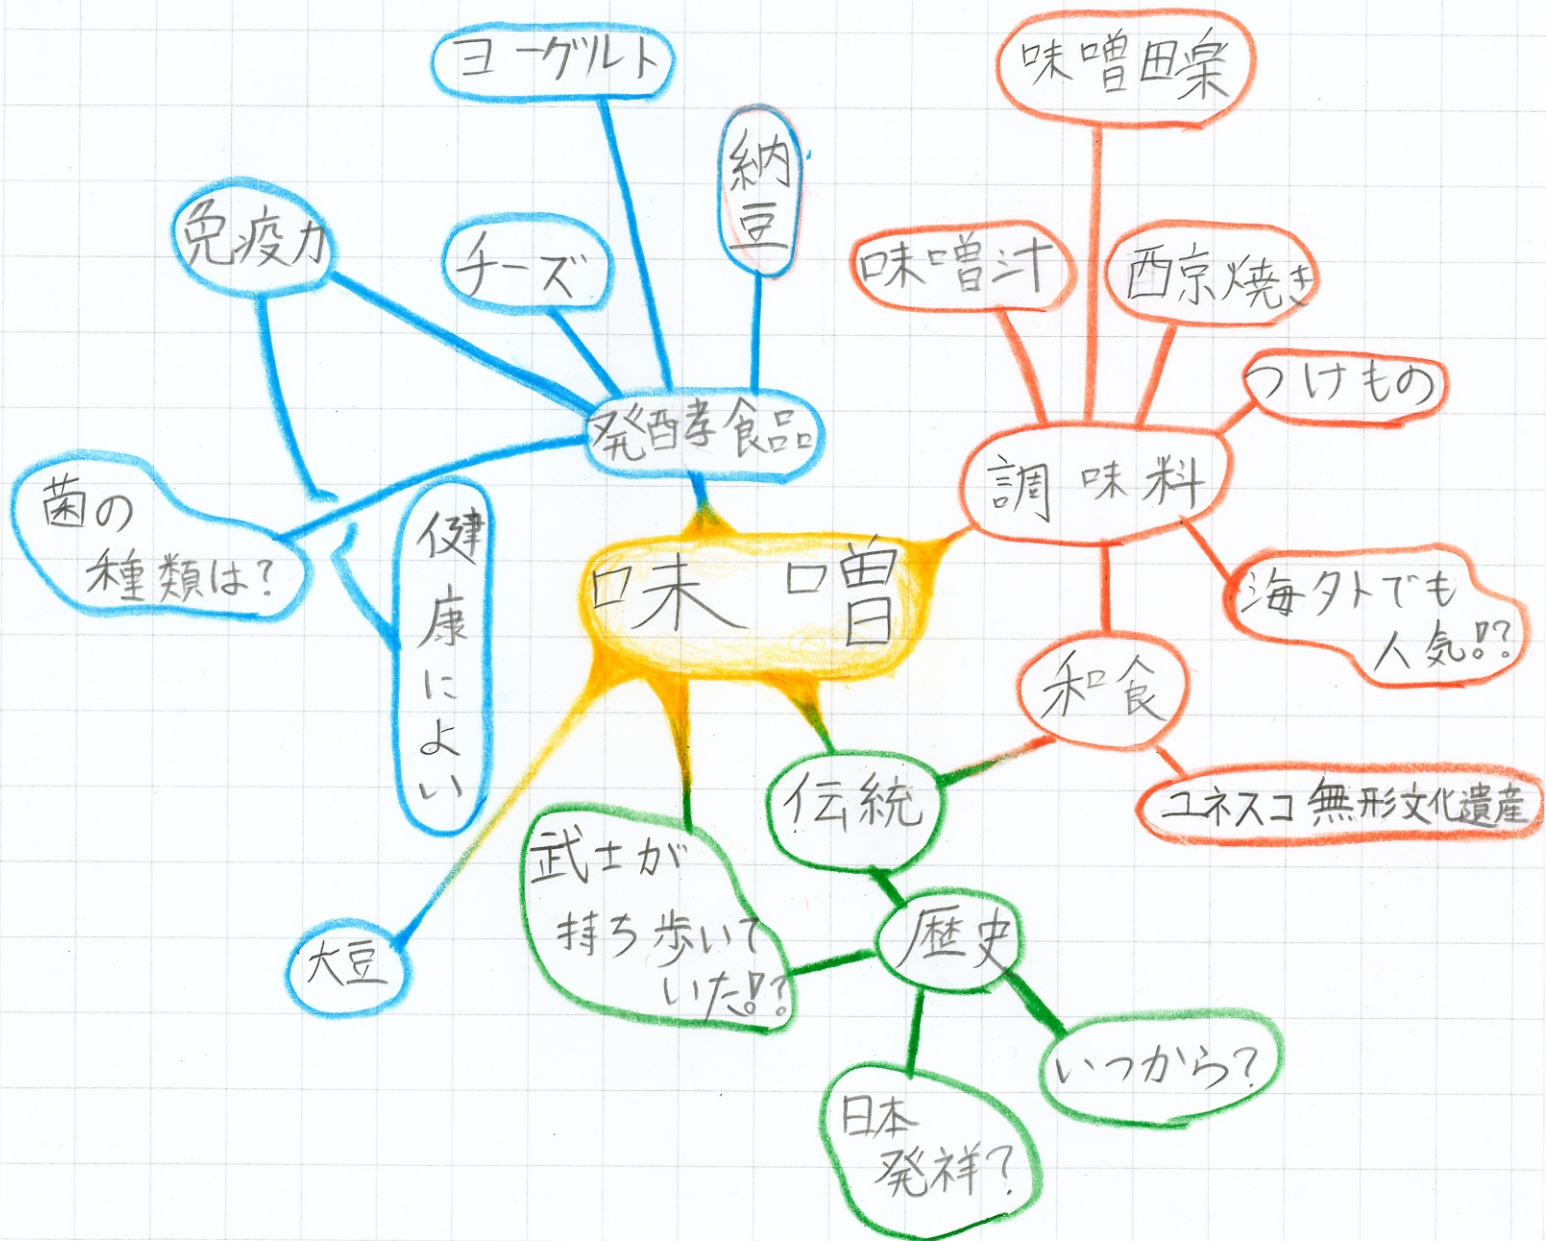 ヨーグルト
味噌田楽
納
豆
免疫力
チーズ
味噌汁
西京焼き
つけもの
発酵食品
調味料
菌の
種類は?
健
康
に
よ
い
味噌
海外でも
人気!?
和食
ユネスコ無形文化遺産
伝統
武士が
持ち歩いて
いた!?
歴史
大豆
いつから?
日本
発祥?